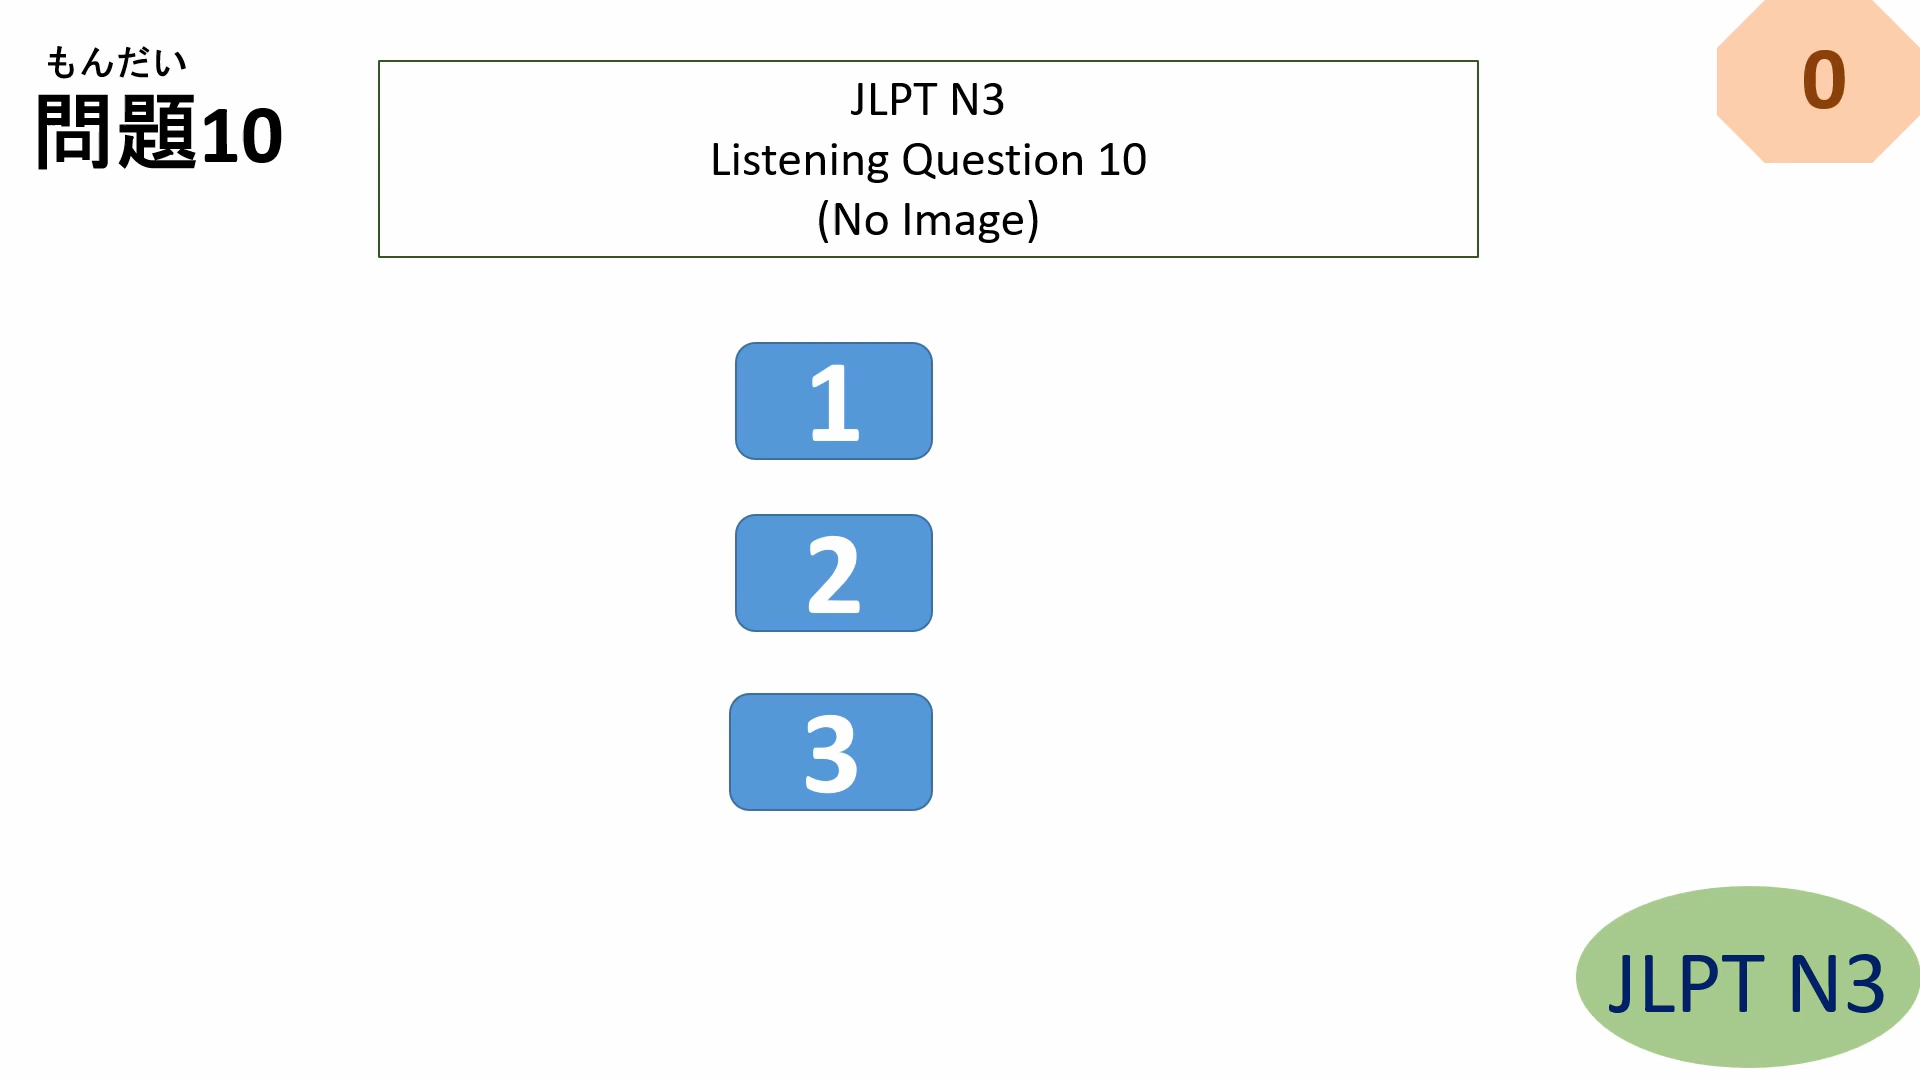 もんだい
問題10
JLPT N3
Listening Question 10
(No Image)
0
1
2
3
JLPT N3